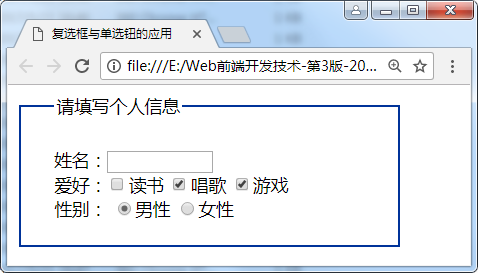 复选框与单选钮的应用
file:///E:/Web前端开发技术-第3版-20...
请填写个人信息
姓名：
爱好： 读书 唱歌 游戏
性别： 男性 女性